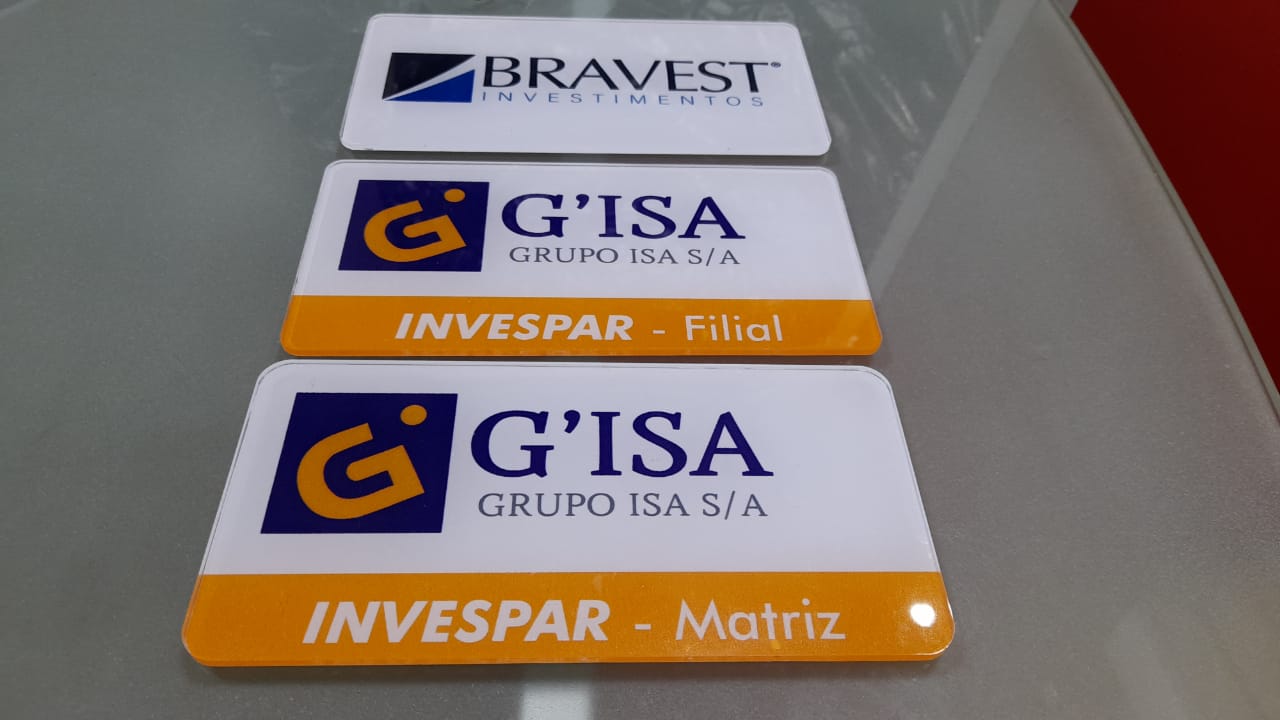 BRAVEST®
INVESTIMENTOS
G'ISA
GRUPO ISA S/A
INVESPAR - Filial
G'ISA
GRUPO ISA S/A
INVESPAR - Matriz